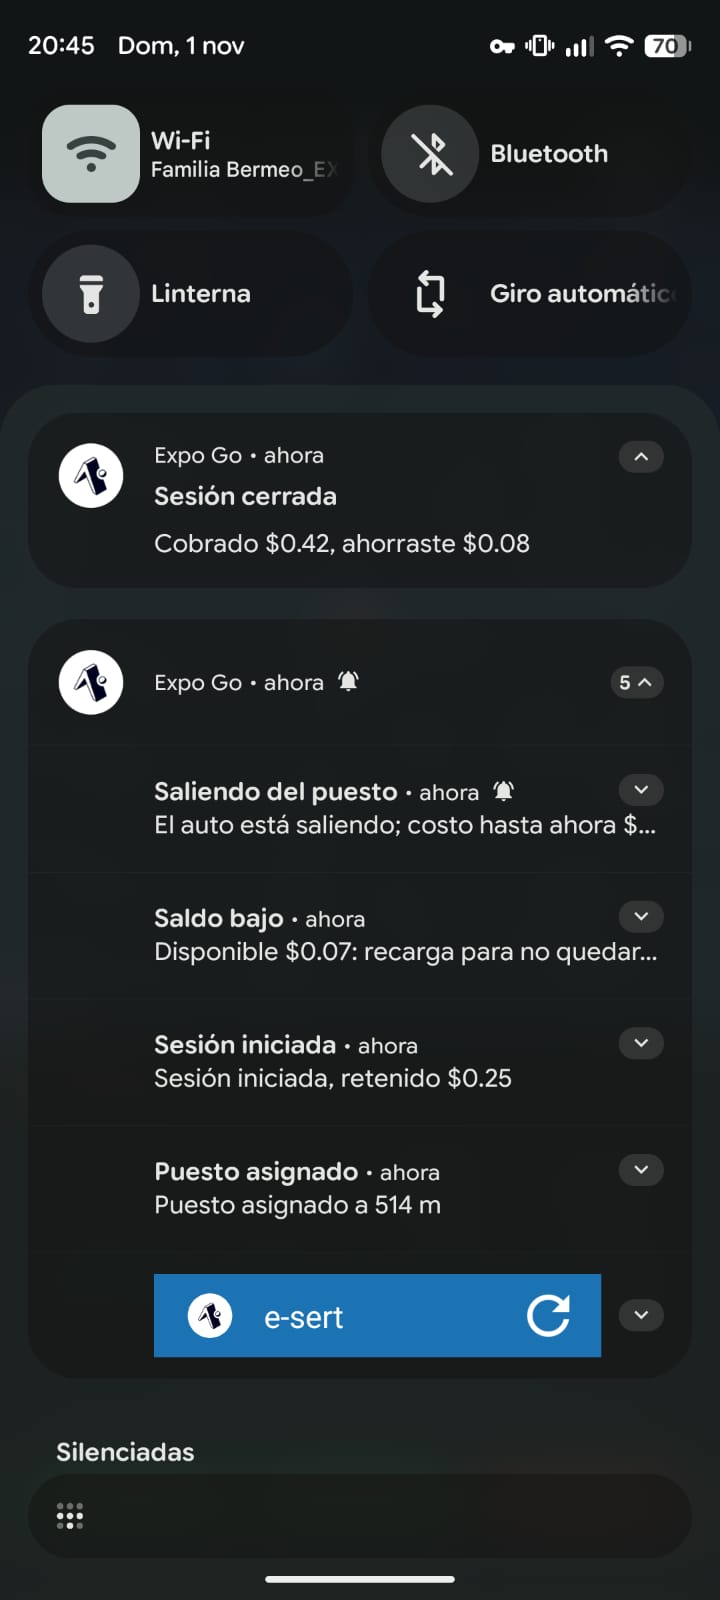 20:45 Dom, 1 nov
70
Wi-Fi
Familia Bermeo_EX
Bluetooth
Linterna
Giro automátic
Expo Go • ahora
Sesión cerrada
Cobrado $0.42, ahorraste $0.08
Expo Go • ahora
5
Saliendo del puesto • ahora
El auto está saliendo; costo hasta ahora $...
Saldo bajo • ahora
Disponible $0.07: recarga para no quedar...
Sesión iniciada • ahora
Sesión iniciada, retenido $0.25
Puesto asignado • ahora
Puesto asignado a 514 m
e-sert
Silenciadas